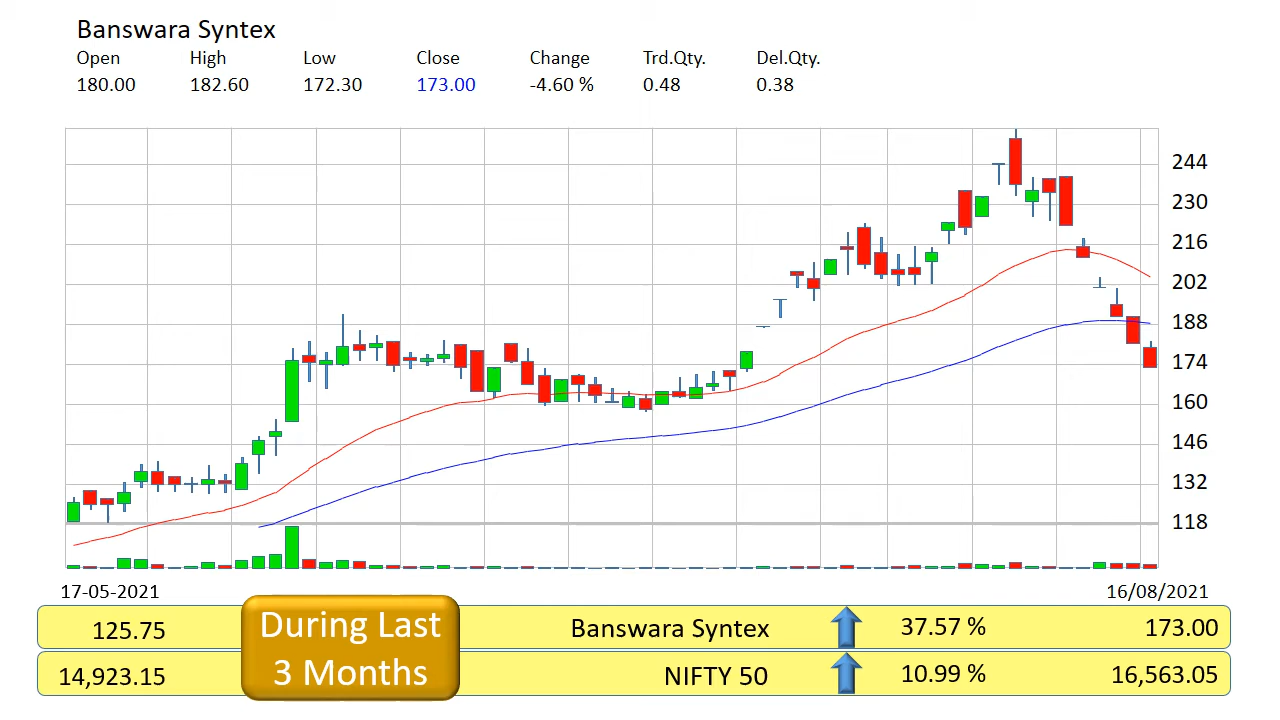 Banswara Syntex
Open High Low Close Change Trd.Qty. Del.Qty.
180.00 182.60 172.30 173.00 -4.60 % 0.48 0.38
244
230
216
202
188
174
160
146
132
118
17-05-2021 16/08/2021
125.75 Banswara Syntex 37.57 % 173.00
During Last
3 Months
14,923.15 NIFTY 50 10.99 % 16,563.05